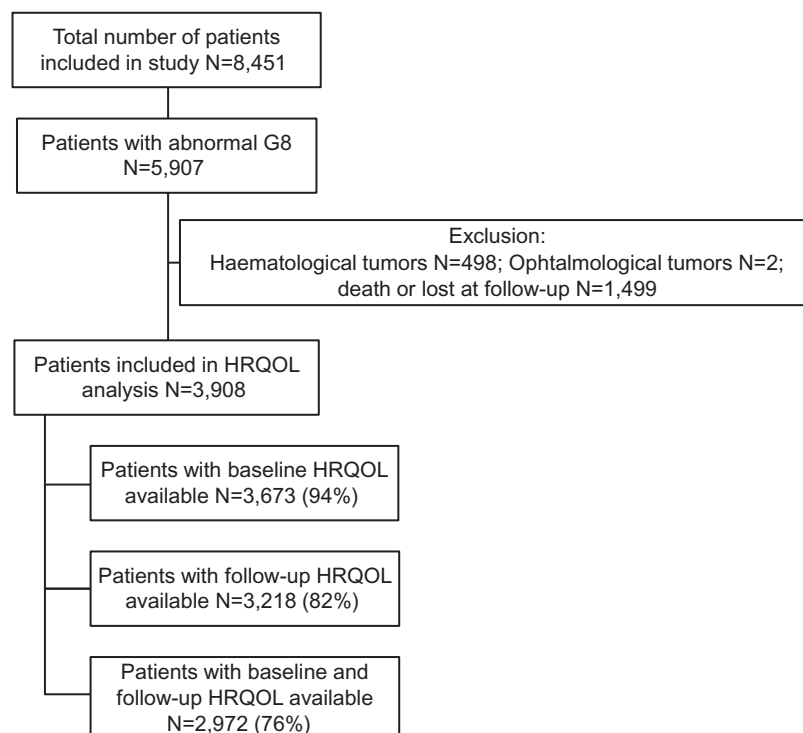 Total number of patients
included in study N=8,451
Patients with abnormal G8
N=5,907
Exclusion:
Haematological tumors N=498; Ophtalmological tumors N=2;
death or lost at follow-up N=1,499
Patients included in HRQOL
analysis N=3,908
Patients with baseline HRQOL
available N=3,673 (94%)
Patients with follow-up HRQOL
available N=3,218 (82%)
Patients with baseline and
follow-up HRQOL available
N=2,972 (76%)